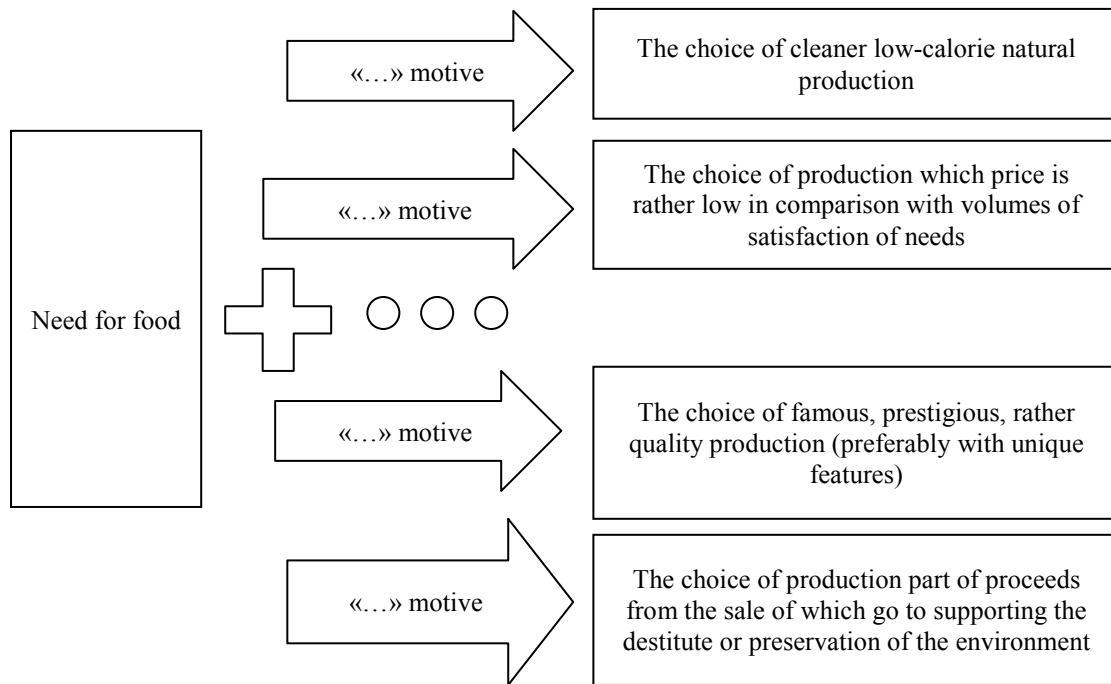 «…» motive
The choice of cleaner low-calorie natural
production
«…» motive
The choice of production which price is
rather low in comparison with volumes of
satisfaction of needs
Need for food
«…» motive
The choice of famous, prestigious, rather
quality production (preferably with unique
features)
«…» motive
The choice of production part of proceeds
from the sale of which go to supporting the
destitute or preservation of the environment